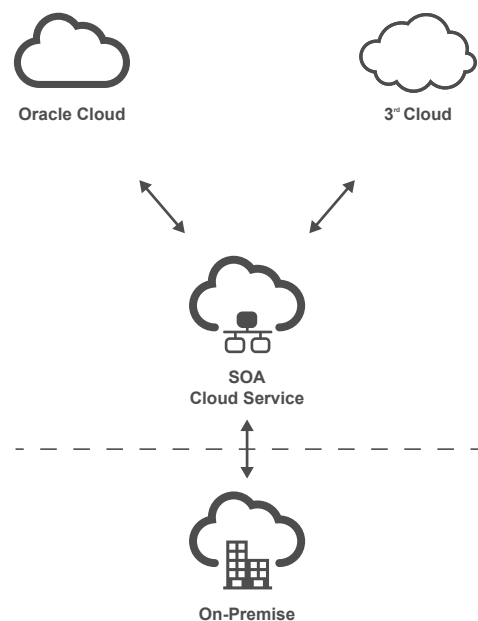 Oracle Cloud
3rd Cloud
SOA
Cloud Service
On-Premise